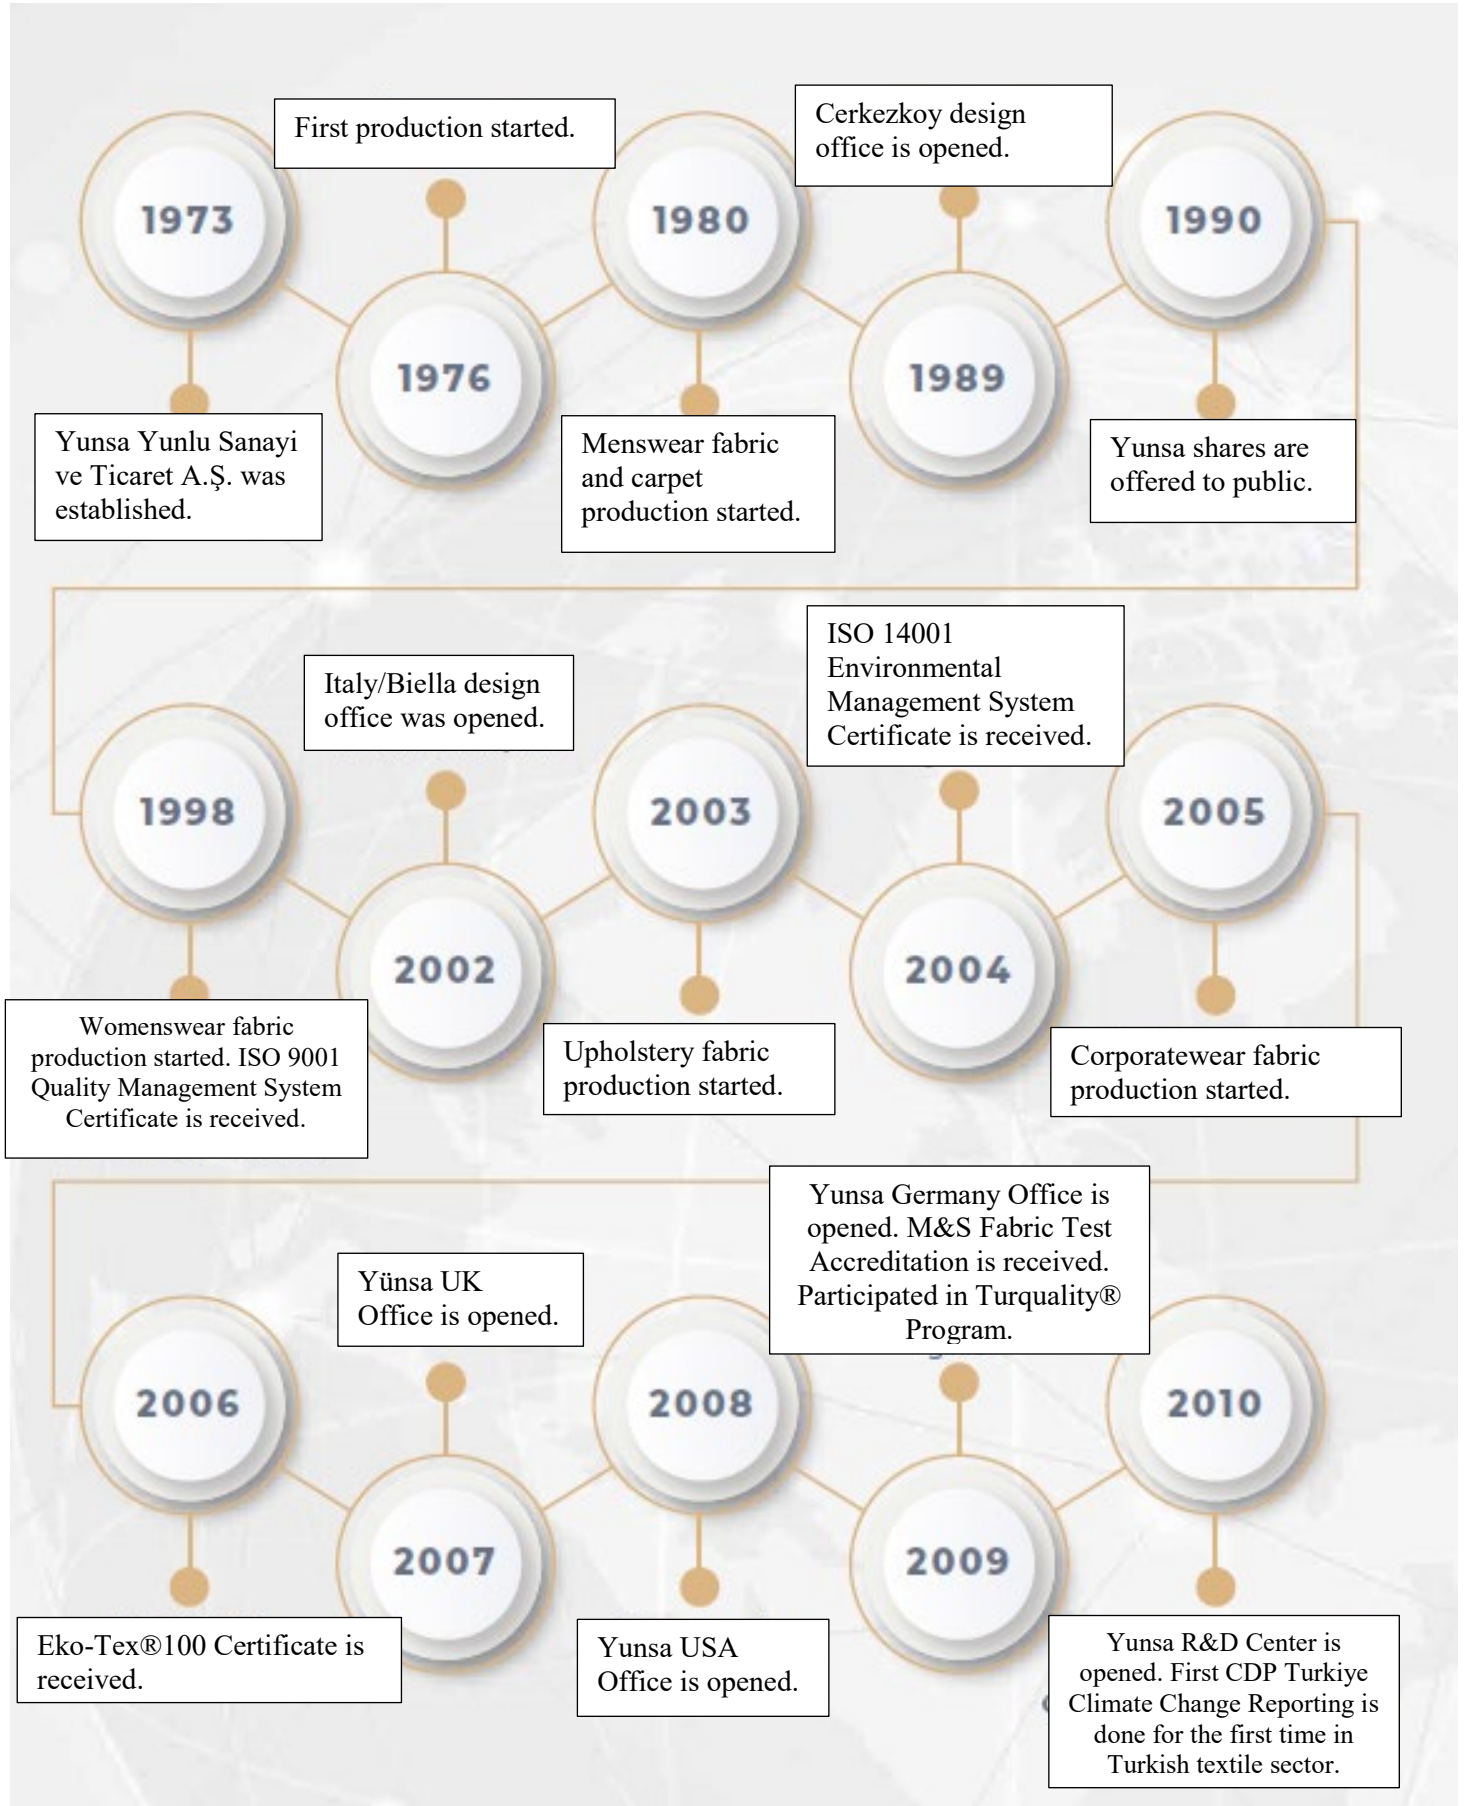 1973
Yunsa Yunlu Sanayi
ve Ticaret A.Ş. was
established.
First production started.
1976
1980
Menswear fabric
and carpet
production started.
Cerkezkoy design
office is opened.
1989
1990
Yunsa shares are
offered to public.
1998
Womenswear fabric
production started. ISO 9001
Quality Management System
Certificate is received.
Italy/Biella design
office was opened.
2002
2003
Upholstery fabric
production started.
ISO 14001
Environmental
Management System
Certificate is received.
2004
2005
Corporatewear fabric
production started.
2006
Eko-Tex®100 Certificate is
received.
Yünsa UK
Office is opened.
2007
2008
Yunsa USA
Office is opened.
Yunsa Germany Office is
opened. M&S Fabric Test
Accreditation is received.
Participated in Turquality®
Program.
2009
2010
Yunsa R&D Center is
opened. First CDP Turkiye
Climate Change Reporting is
done for the first time in
Turkish textile sector.